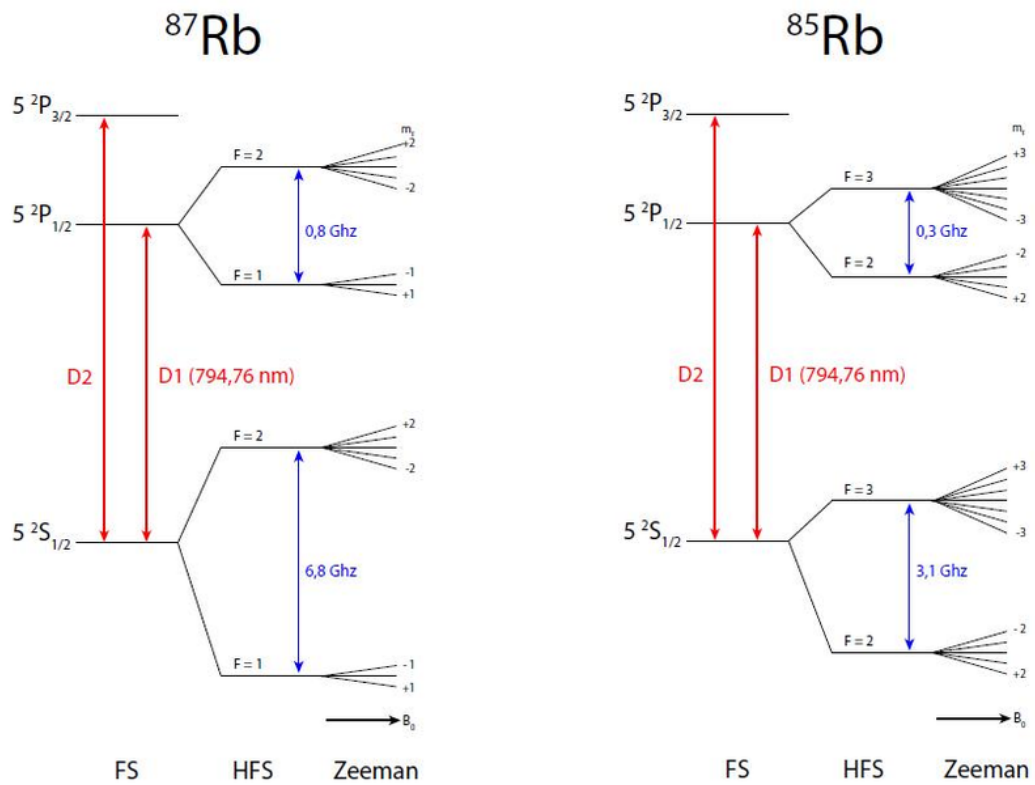 ⁸⁷Rb
5 ²P₃/₂
F = 2
m_F
+2
-2
5 ²P₁/₂
0,8 Ghz
F = 1
-1
+1
D2
D1 (794,76 nm)
F = 2
+2
-2
5 ²S₁/₂
6,8 Ghz
F = 1
-1
+1
B₀
FS HFS Zeeman
⁸⁵Rb
5 ²P₃/₂
F = 3
m_F
+3
-3
5 ²P₁/₂
0,3 Ghz
F = 2
-2
+2
D2
D1 (794,76 nm)
F = 3
+3
-3
5 ²S₁/₂
3,1 Ghz
F = 2
- 2
+2
B₀
FS HFS Zeeman